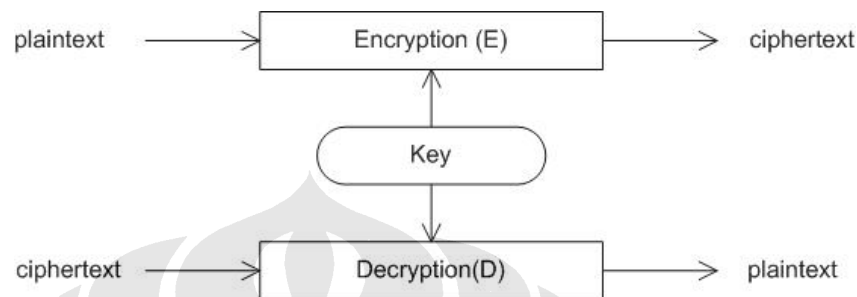 plaintext Encryption (E) ciphertext
Key
ciphertext Decryption(D) plaintext